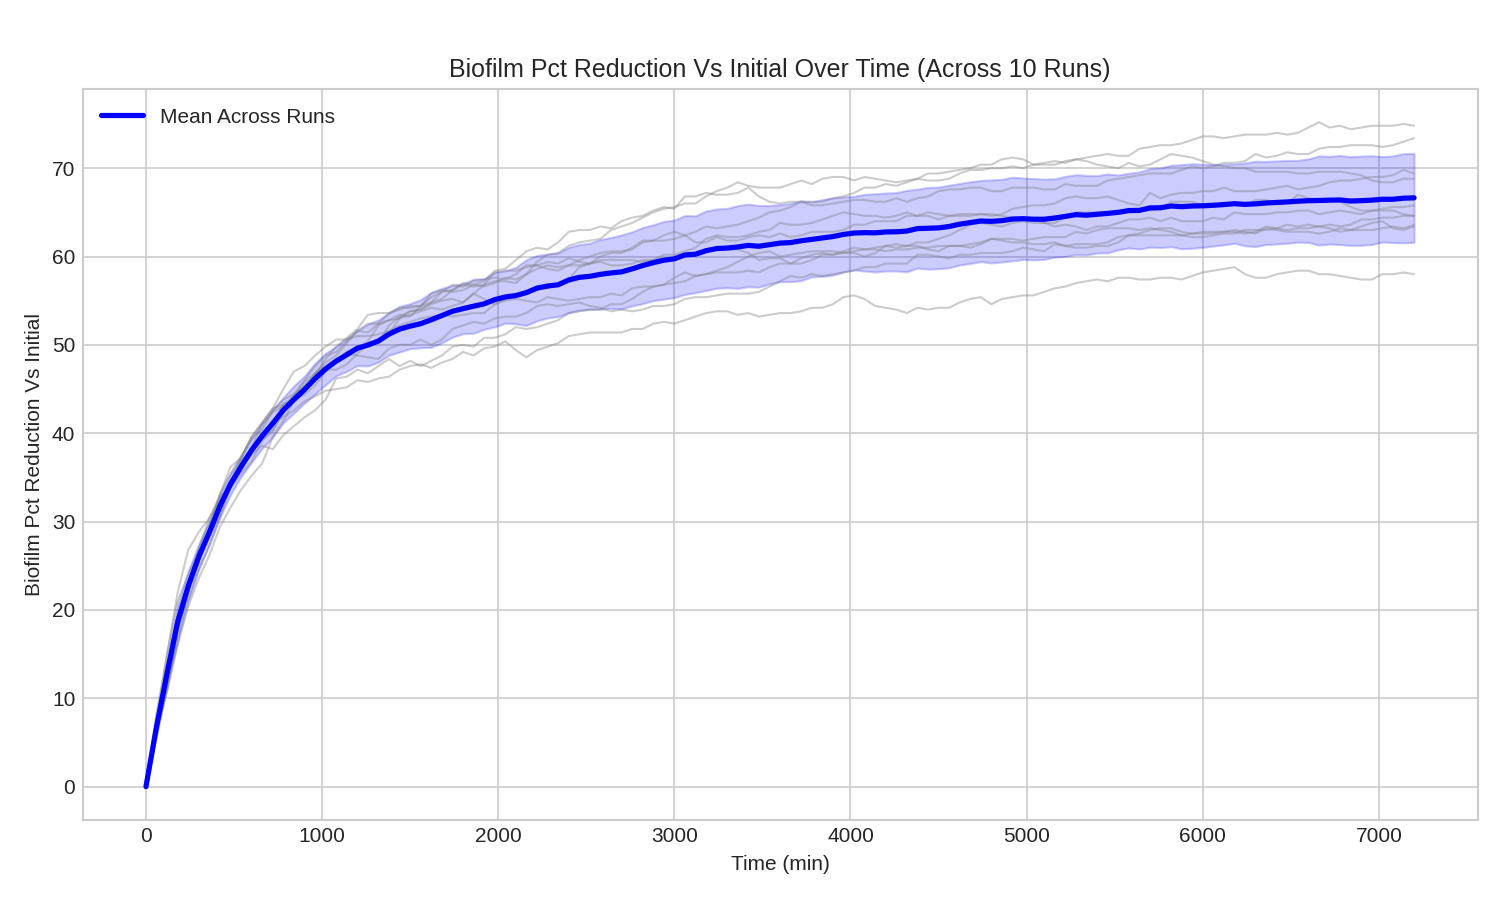 Biofilm Pct Reduction Vs Initial Over Time (Across 10 Runs)
Mean Across Runs
Biofilm Pct Reduction Vs Initial
70
60
50
40
30
20
10
0
0 1000 2000 3000 4000 5000 6000 7000
Time (min)